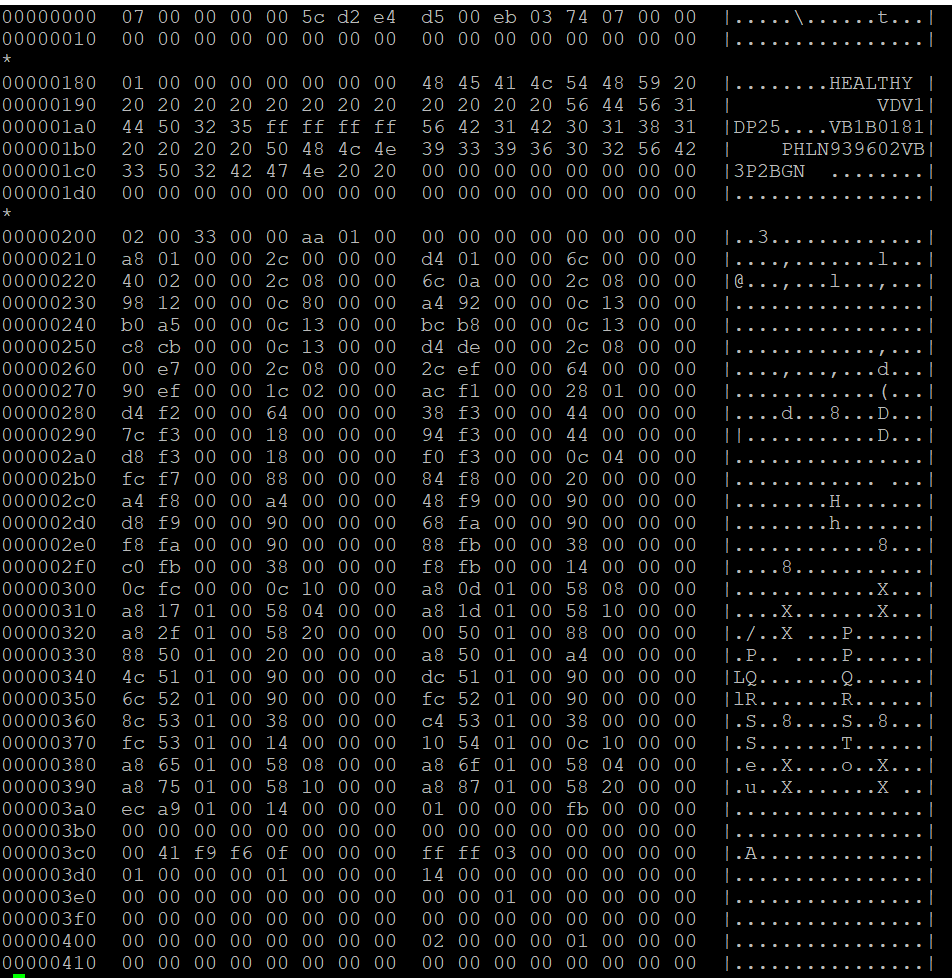 00000000  07 00 00 00 00 5c d2 e4  d5 00 eb 03 74 07 00 00  |.....\......t...|
00000010  00 00 00 00 00 00 00 00  00 00 00 00 00 00 00 00  |................|
*
00000180  01 00 00 00 00 00 00 00  48 45 41 4c 54 48 59 20  |........HEALTHY |
00000190  20 20 20 20 20 20 20 20  20 20 20 20 56 44 56 31  |            VDV1|
000001a0  44 50 32 35 ff ff ff ff  56 42 31 42 30 31 38 31  |DP25....VB1B0181|
000001b0  20 20 20 20 50 48 4c 4e  39 33 39 36 30 32 56 42  |    PHLN939602VB|
000001c0  33 50 32 42 47 4e 20 20  00 00 00 00 00 00 00 00  |3P2BGN  ........|
000001d0  00 00 00 00 00 00 00 00  00 00 00 00 00 00 00 00  |................|
*
00000200  02 00 33 00 00 aa 01 00  00 00 00 00 00 00 00 00  |..3.............|
00000210  a8 01 00 00 2c 00 00 00  d4 01 00 00 6c 00 00 00  |....,.......l...|
00000220  40 02 00 00 2c 08 00 00  6c 0a 00 00 2c 08 00 00  |@...,...l...,...|
00000230  98 12 00 00 0c 80 00 00  a4 92 00 00 0c 13 00 00  |................|
00000240  b0 a5 00 00 0c 13 00 00  bc b8 00 00 0c 13 00 00  |................|
00000250  c8 cb 00 00 0c 13 00 00  d4 de 00 00 2c 08 00 00  |............,...|
00000260  00 e7 00 00 2c 08 00 00  2c ef 00 00 64 00 00 00  |....,...,...d...|
00000270  90 ef 00 00 1c 02 00 00  ac f1 00 00 28 01 00 00  |............(...|
00000280  d4 f2 00 00 64 00 00 00  38 f3 00 00 44 00 00 00  |....d...8...D...|
00000290  7c f3 00 00 18 00 00 00  94 f3 00 00 44 00 00 00  ||...........D...|
000002a0  d8 f3 00 00 18 00 00 00  f0 f3 00 00 0c 04 00 00  |................|
000002b0  fc f7 00 00 88 00 00 00  84 f8 00 00 20 00 00 00  |............ ...|
000002c0  a4 f8 00 00 a4 00 00 00  48 f9 00 00 90 00 00 00  |........H.......|
000002d0  d8 f9 00 00 90 00 00 00  68 fa 00 00 90 00 00 00  |........h.......|
000002e0  f8 fa 00 00 90 00 00 00  88 fb 00 00 38 00 00 00  |............8...|
000002f0  c0 fb 00 00 38 00 00 00  f8 fb 00 00 14 00 00 00  |....8...........|
00000300  0c fc 00 00 0c 10 00 00  a8 0d 01 00 58 08 00 00  |............X...|
00000310  a8 17 01 00 58 04 00 00  a8 1d 01 00 58 10 00 00  |....X.......X...|
00000320  a8 2f 01 00 58 20 00 00  00 50 01 00 88 00 00 00  |./..X ...P......|
00000330  88 50 01 00 20 00 00 00  a8 50 01 00 a4 00 00 00  |.P.. ....P......|
00000340  4c 51 01 00 90 00 00 00  dc 51 01 00 90 00 00 00  |LQ.......Q......|
00000350  6c 52 01 00 90 00 00 00  fc 52 01 00 90 00 00 00  |lR.......R......|
00000360  8c 53 01 00 38 00 00 00  c4 53 01 00 38 00 00 00  |.S..8....S..8...|
00000370  fc 53 01 00 14 00 00 00  10 54 01 00 0c 10 00 00  |.S.......T......|
00000380  a8 65 01 00 58 08 00 00  a8 6f 01 00 58 04 00 00  |.e..X....o..X...|
00000390  a8 75 01 00 58 10 00 00  a8 87 01 00 58 20 00 00  |.u..X.......X ..|
000003a0  ec a9 01 00 14 00 00 00  01 00 00 00 fb 00 00 00  |................|
000003b0  00 00 00 00 00 00 00 00  00 00 00 00 00 00 00 00  |................|
000003c0  00 41 f9 f6 0f 00 00 00  ff ff 03 00 00 00 00 00  |.A..............|
000003d0  01 00 00 00 01 00 00 00  14 00 00 00 00 00 00 00  |................|
000003e0  00 00 00 00 00 00 00 00  00 00 01 00 00 00 00 00  |................|
000003f0  00 00 00 00 00 00 00 00  00 00 00 00 00 00 00 00  |................|
00000400  00 00 00 00 00 00 00 00  02 00 00 00 01 00 00 00  |................|
00000410  00 00 00 00 00 00 00 00  00 00 00 00 00 00 00 00  |................|